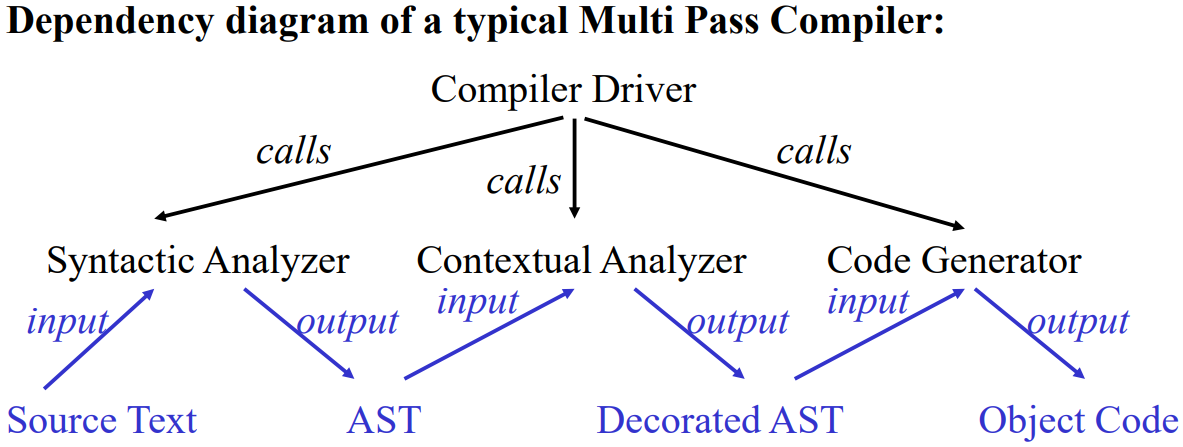 Dependency diagram of a typical Multi Pass Compiler:
Compiler Driver
calls
calls
calls
Syntactic Analyzer
Contextual Analyzer
Code Generator
input
output
input
output
input
output
Source Text
AST
Decorated AST
Object Code